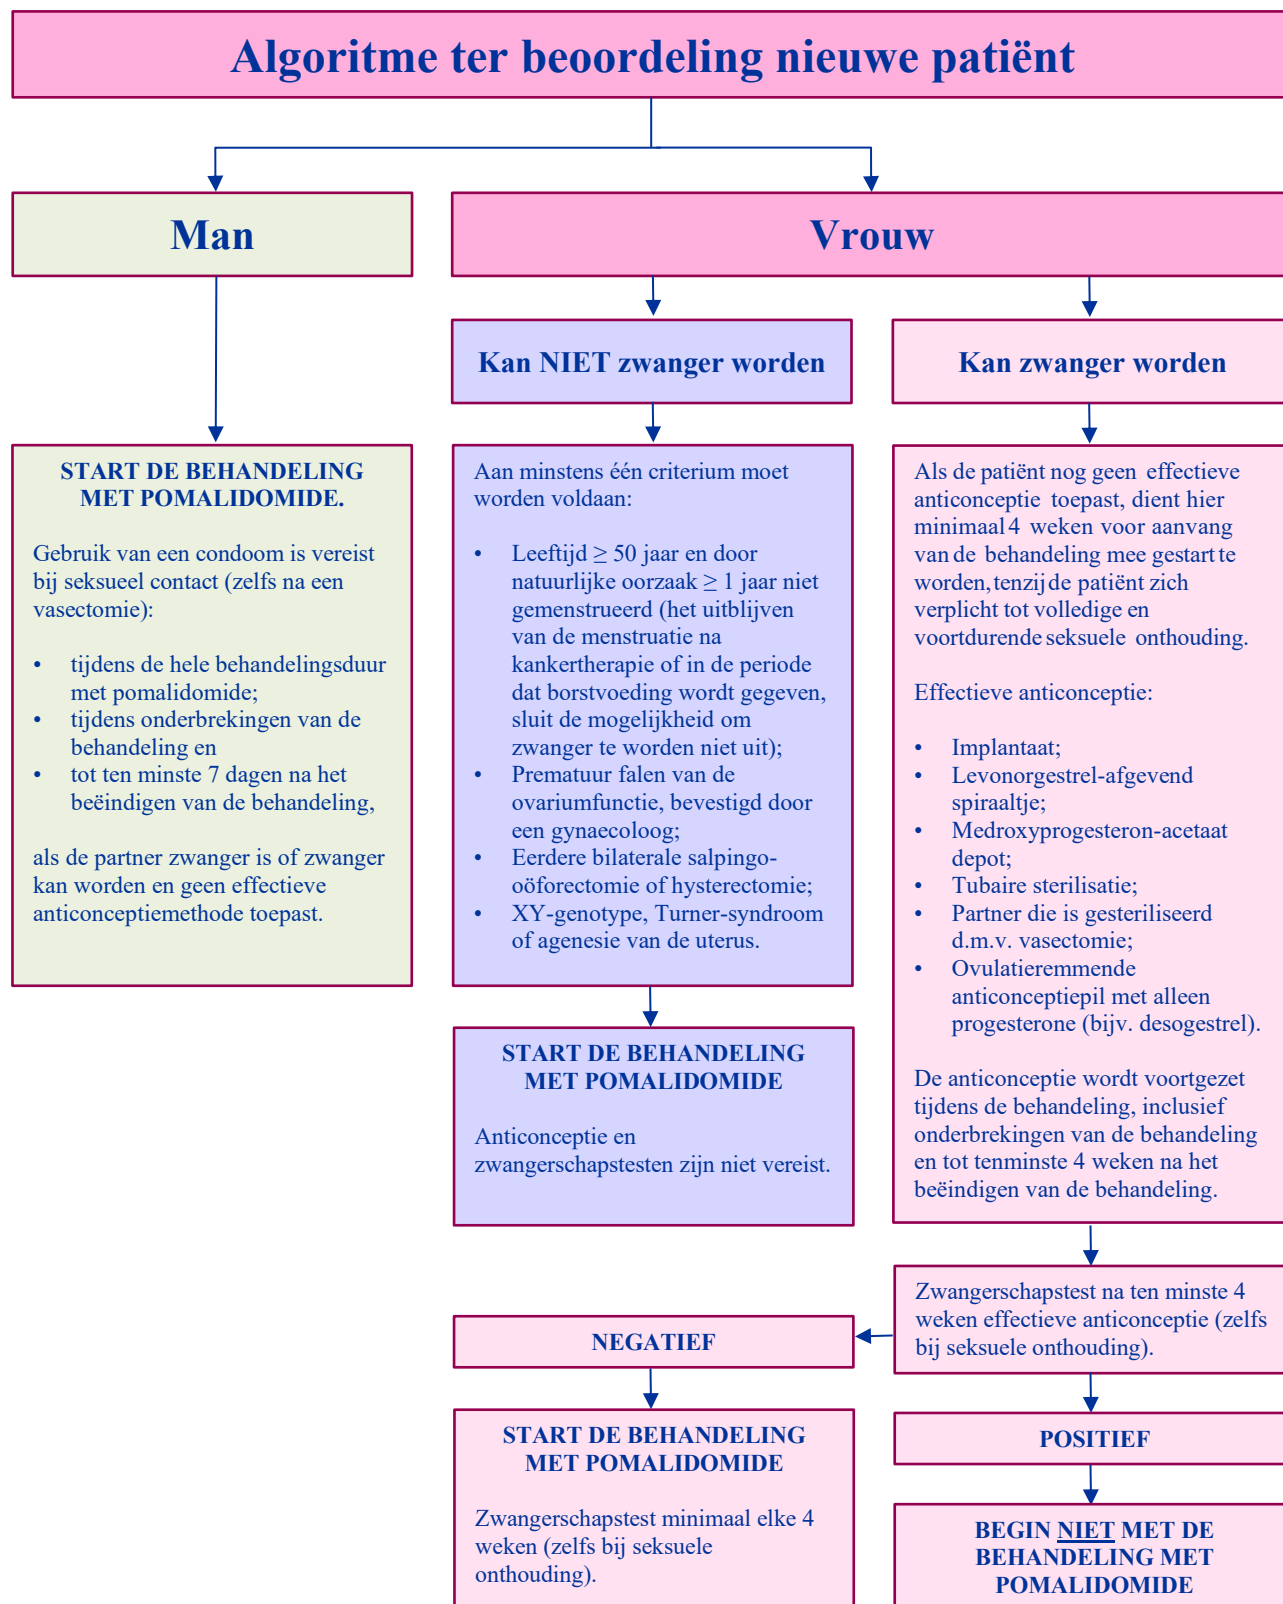 Algoritme ter beoordeling nieuwe patiënt
Man
Vrouw
Kan NIET zwanger worden
Kan zwanger worden
START DE BEHANDELING
MET POMALIDOMIDE.
Gebruik van een condoom is vereist
bij seksueel contact (zelfs na een
vasectomie):
• tijdens de hele behandelingsduur
met pomalidomide;
• tijdens onderbrekingen van de
behandeling en
• tot ten minste 7 dagen na het
beëindigen van de behandeling,
als de partner zwanger is of zwanger
kan worden en geen effectieve
anticonceptiemethode toepast.
Aan minstens één criterium moet
worden voldaan:
• Leeftijd ≥ 50 jaar en door
natuurlijke oorzaak ≥ 1 jaar niet
gemenstrueerd (het uitblijven
van de menstruatie na
kankertherapie of in de periode
dat borstvoeding wordt gegeven,
sluit de mogelijkheid om
zwanger te worden niet uit);
• Prematuur falen van de
ovariumfunctie, bevestigd door
een gynaecoloog;
• Eerdere bilaterale salpingo-
oöforectomie of hysterectomie;
• XY-genotype, Turner-syndroom
of agenesie van de uterus.
START DE BEHANDELING
MET POMALIDOMIDE
Anticonceptie en
zwangerschapstesten zijn niet vereist.
Als de patiënt nog geen effectieve
anticonceptie toepast, dient hier
minimaal 4 weken voor aanvang
van de behandeling mee gestart te
worden, tenzij de patiënt zich
verplicht tot volledige en
voortdurende seksuele onthouding.
Effectieve anticonceptie:
• Implantaat;
• Levonorgestrel-afgevend
spiraaltje;
• Medroxyprogesteron-acetaat
depot;
• Tubaire sterilisatie;
• Partner die is gesteriliseerd
d.m.v. vasectomie;
• Ovulatieremmende
anticonceptiepil met alleen
progesterone (bijv. desogestrel).
De anticonceptie wordt voortgezet
tijdens de behandeling, inclusief
onderbrekingen van de behandeling
en tot tenminste 4 weken na het
beëindigen van de behandeling.
Zwangerschapstest na ten minste 4
weken effectieve anticonceptie (zelfs
bij seksuele onthouding).
NEGATIEF
START DE BEHANDELING
MET POMALIDOMIDE
Zwangerschapstest minimaal elke 4
weken (zelfs bij seksuele
onthouding).
POSITIEF
BEGIN NIET MET DE
BEHANDELING MET
POMALIDOMIDE